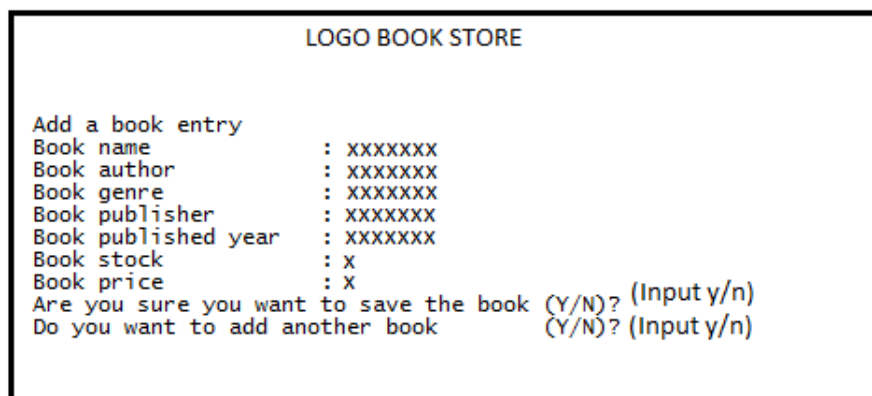 LOGO BOOK STORE
Add a book entry
Book name : xxxxxxx
Book author : xxxxxxx
Book genre : xxxxxxx
Book publisher : xxxxxxx
Book published year : xxxxxxx
Book stock : x
Book price : x
Are you sure you want to save the book (Y/N)? (Input y/n)
Do you want to add another book (Y/N)? (Input y/n)